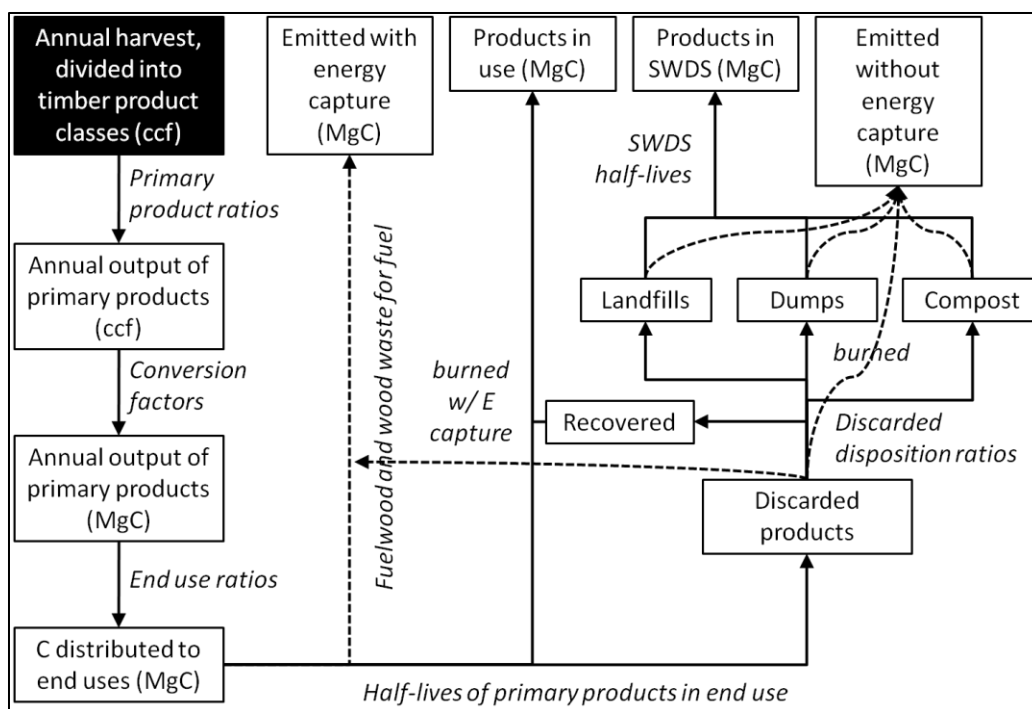 Annual harvest,
divided into
timber product
classes (ccf)
Emitted with
energy
capture
(MgC)
Products in
use (MgC)
Products in
SWDS (MgC)
Emitted
without
energy
capture
(MgC)
Primary
product ratios
SWDS
half-lives
Annual output of
primary products
(ccf)
Landfills
Dumps
Compost
Conversion
factors
Fuelwood and wood waste for fuel
burned
w/ E
capture
burned
Recovered
Discarded
disposition ratios
Annual output of
primary products
(MgC)
Discarded
products
End use ratios
C distributed to
end uses (MgC)
Half-lives of primary products in end use